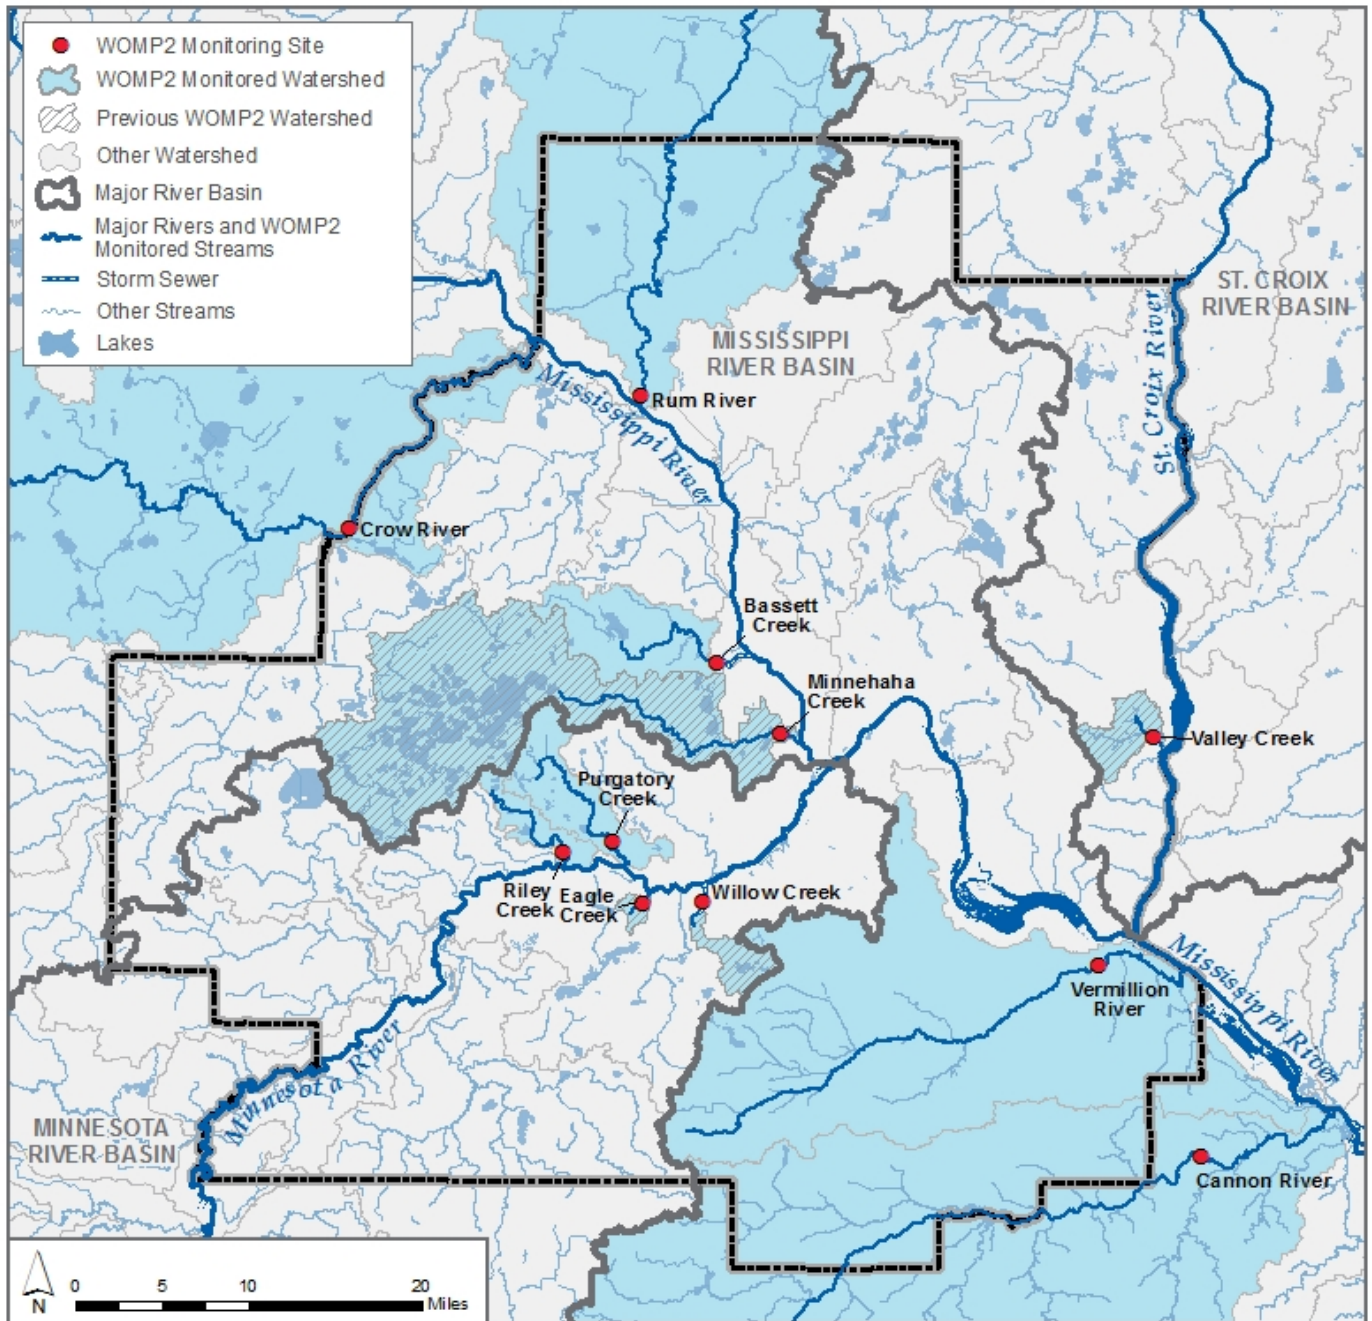 WOMP2 Monitoring Site
WOMP2 Monitored Watershed
Previous WOMP2 Watershed
Other Watershed
Major River Basin
Major Rivers and WOMP2
Monitored Streams
Storm Sewer
Other Streams
Lakes
ST. CROIX
RIVER BASIN
St. Croix River
MISSISSIPPI
RIVER BASIN
Mississippi River
Rum River
Crow River
Bassett
Creek
Minnehaha
Creek
Valley Creek
Purgatory
Creek
Riley
Creek
Eagle
Creek
Willow Creek
Vermillion
River
Mississippi River
Minnesota River
MINNESOTA
RIVER BASIN
Cannon River
N
0 5 10 20
Miles